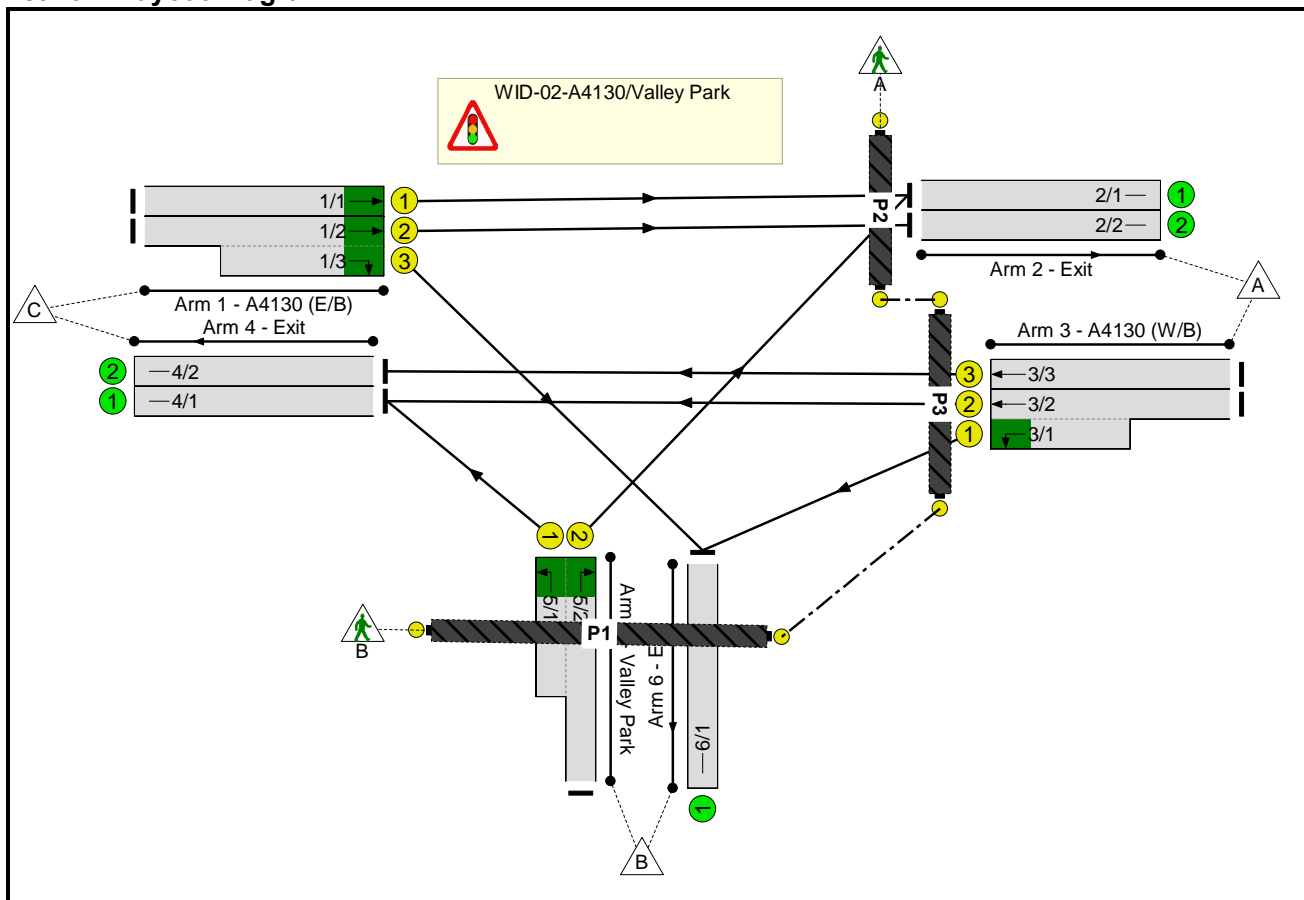 WID-02-A4130/Valley Park
A
1/1
1
1/2
2
1/3
3
Arm 1 - A4130 (E/B)
Arm 4 - Exit
C
P2
2/1
1
2/2
2
Arm 2 - Exit
A
Arm 3 - A4130 (W/B)
2
4/2
1
4/1
P3
3
3/3
2
3/2
1
3/1
1
2
5/1
5/2
B
P1
Arm
Valley Park
Arm 6 - E
6/1
1
B